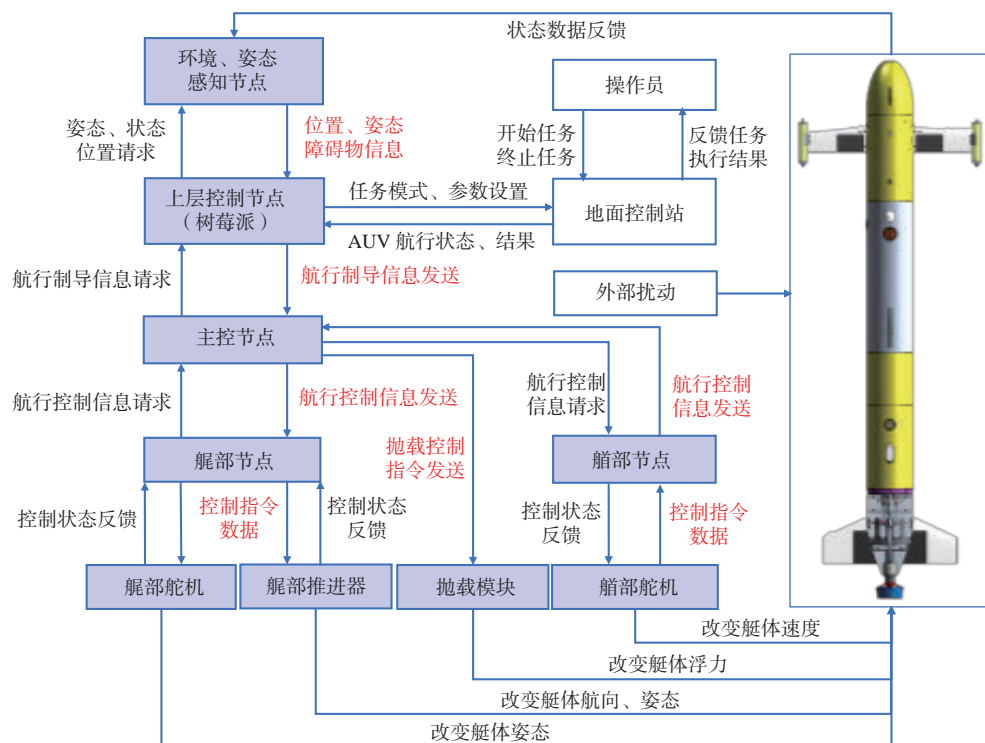 状态数据反馈
环境、姿态
感知节点
操作员
姿态、状态
位置请求
位置、姿态
障碍物信息
开始任务
终止任务
反馈任务
执行结果
上层控制节点
（树莓派）
任务模式、参数设置
地面控制站
AUV 航行状态、结果
航行制导信息请求
航行制导信息发送
外部扰动
主控节点
航行控制信息请求
航行控制信息发送
航行控制
信息请求
航行控制
信息发送
抛载控制
指令发送
艉部节点
艏部节点
控制状态反馈
控制指令
数据
控制状态
反馈
控制状态
反馈
控制指令
数据
艉部舵机
艉部推进器
抛载模块
艏部舵机
改变艇体速度
改变艇体浮力
改变艇体航向、姿态
改变艇体姿态